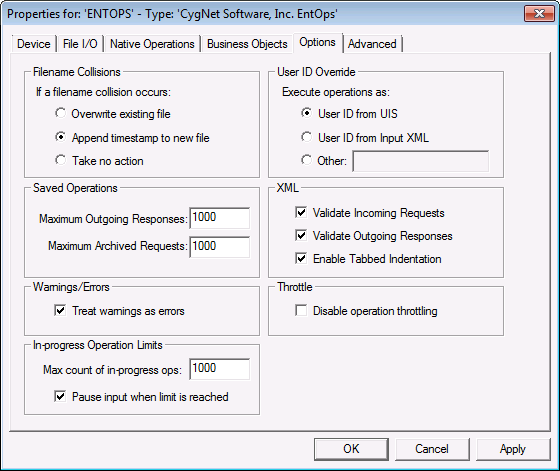 Properties for: 'ENTOPS' - Type: 'CygNet Software, Inc. EntOps'
Device File I/O Native Operations Business Objects Options Advanced
Filename Collisions
If a filename collision occurs:
Overwrite existing file
Append timestamp to new file
Take no action
User ID Override
Execute operations as:
User ID from UIS
User ID from Input XML
Other:
Saved Operations
Maximum Outgoing Responses: 1000
Maximum Archived Requests: 1000
XML
Validate Incoming Requests
Validate Outgoing Responses
Enable Tabbed Indentation
Warnings/Errors
Treat warnings as errors
Throttle
Disable operation throttling
In-progress Operation Limits
Max count of in-progress ops: 1000
Pause input when limit is reached
OK Cancel Apply